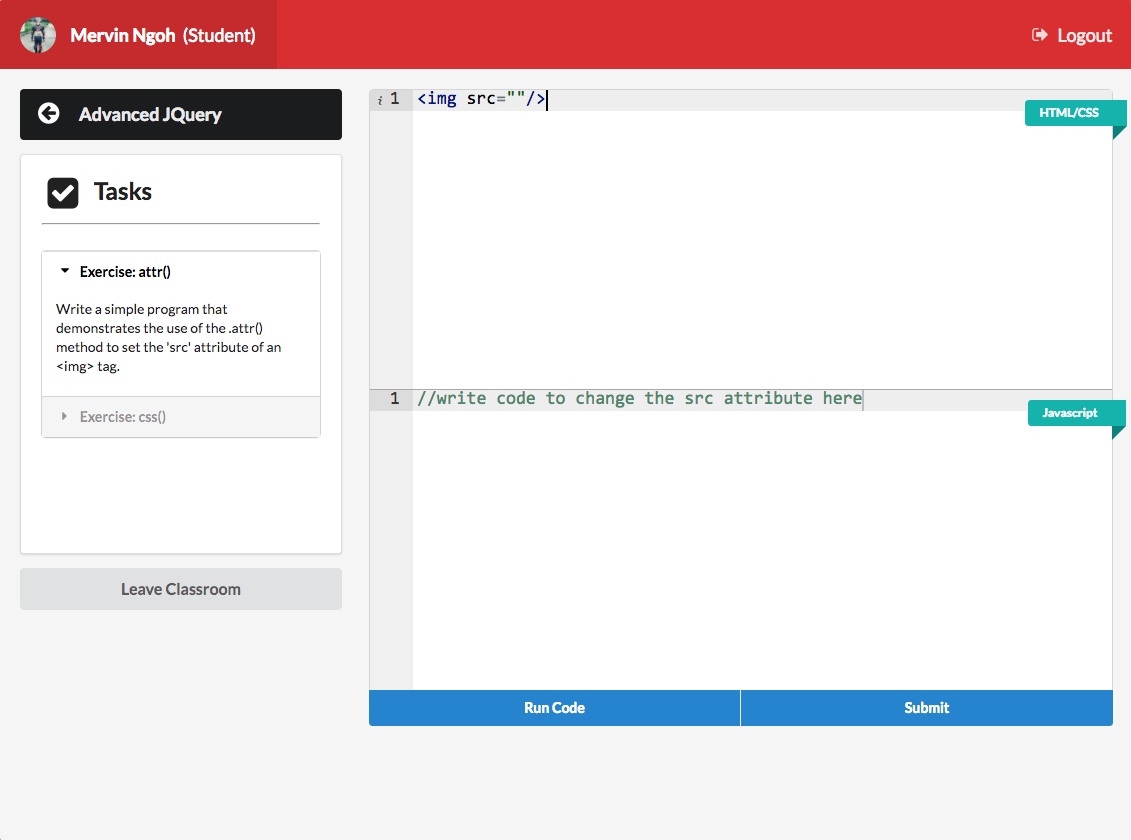 Mervin Ngoh (Student)
Logout
Advanced JQuery
Tasks
Exercise: attr()
Write a simple program that
demonstrates the use of the .attr()
method to set the 'src' attribute of an
<img> tag.
Exercise: css()
Leave Classroom
i 1 <img src=""/>
HTML/CSS
1 //write code to change the src attribute here
Javascript
Run Code
Submit